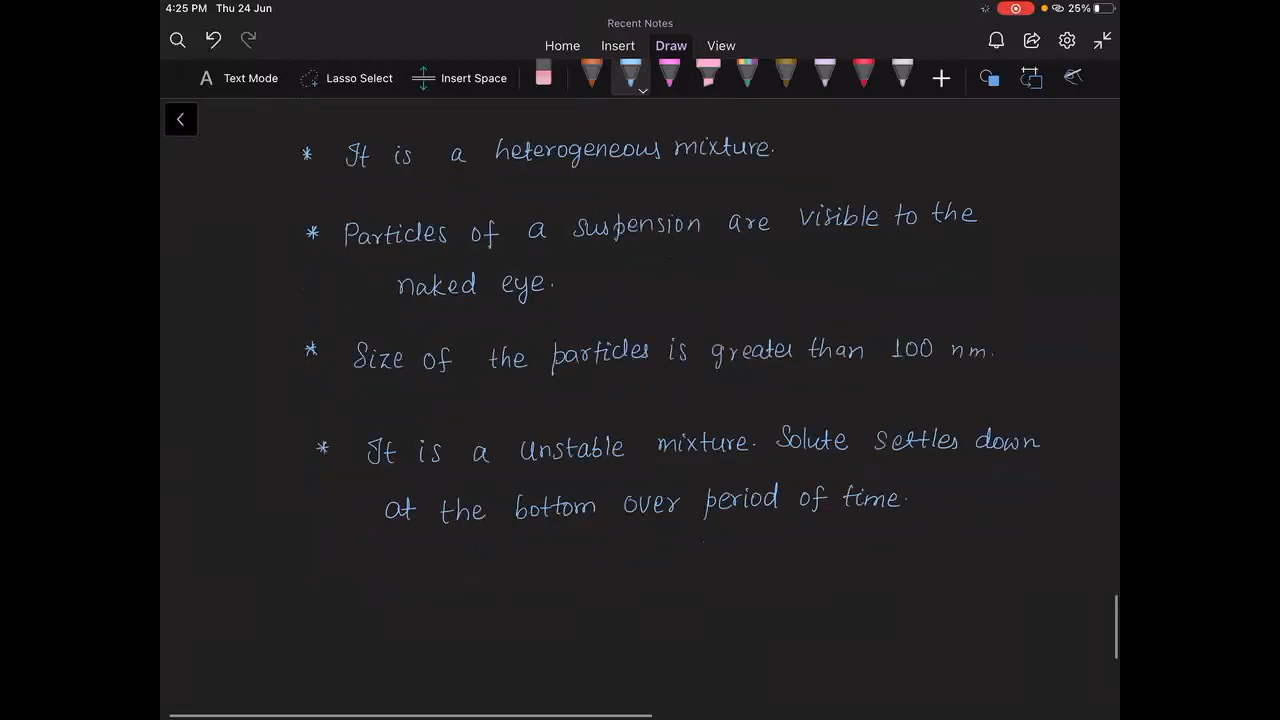 4:25 PM Thu 24 Jun
25%
Recent Notes
Home Insert Draw View
A Text Mode Lasso Select Insert Space
* It is a heterogeneous mixture.
* Particles of a suspension are visible to the
naked eye.
* Size of the particles is greater than 100 nm.
* It is a unstable mixture. Solute settles down
at the bottom over period of time.